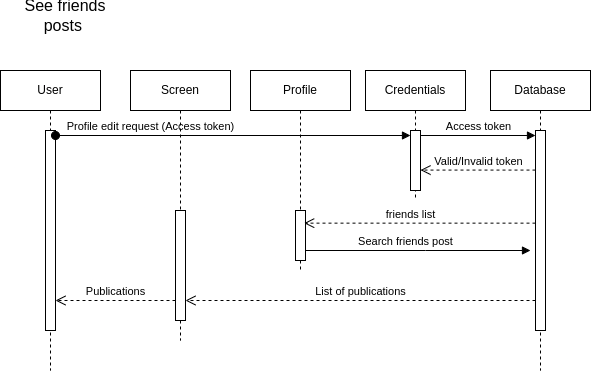 See friends
posts
User
Screen
Profile
Credentials
Database
Profile edit request (Access token)
Access token
Valid/Invalid token
friends list
Search friends post
Publications
List of publications